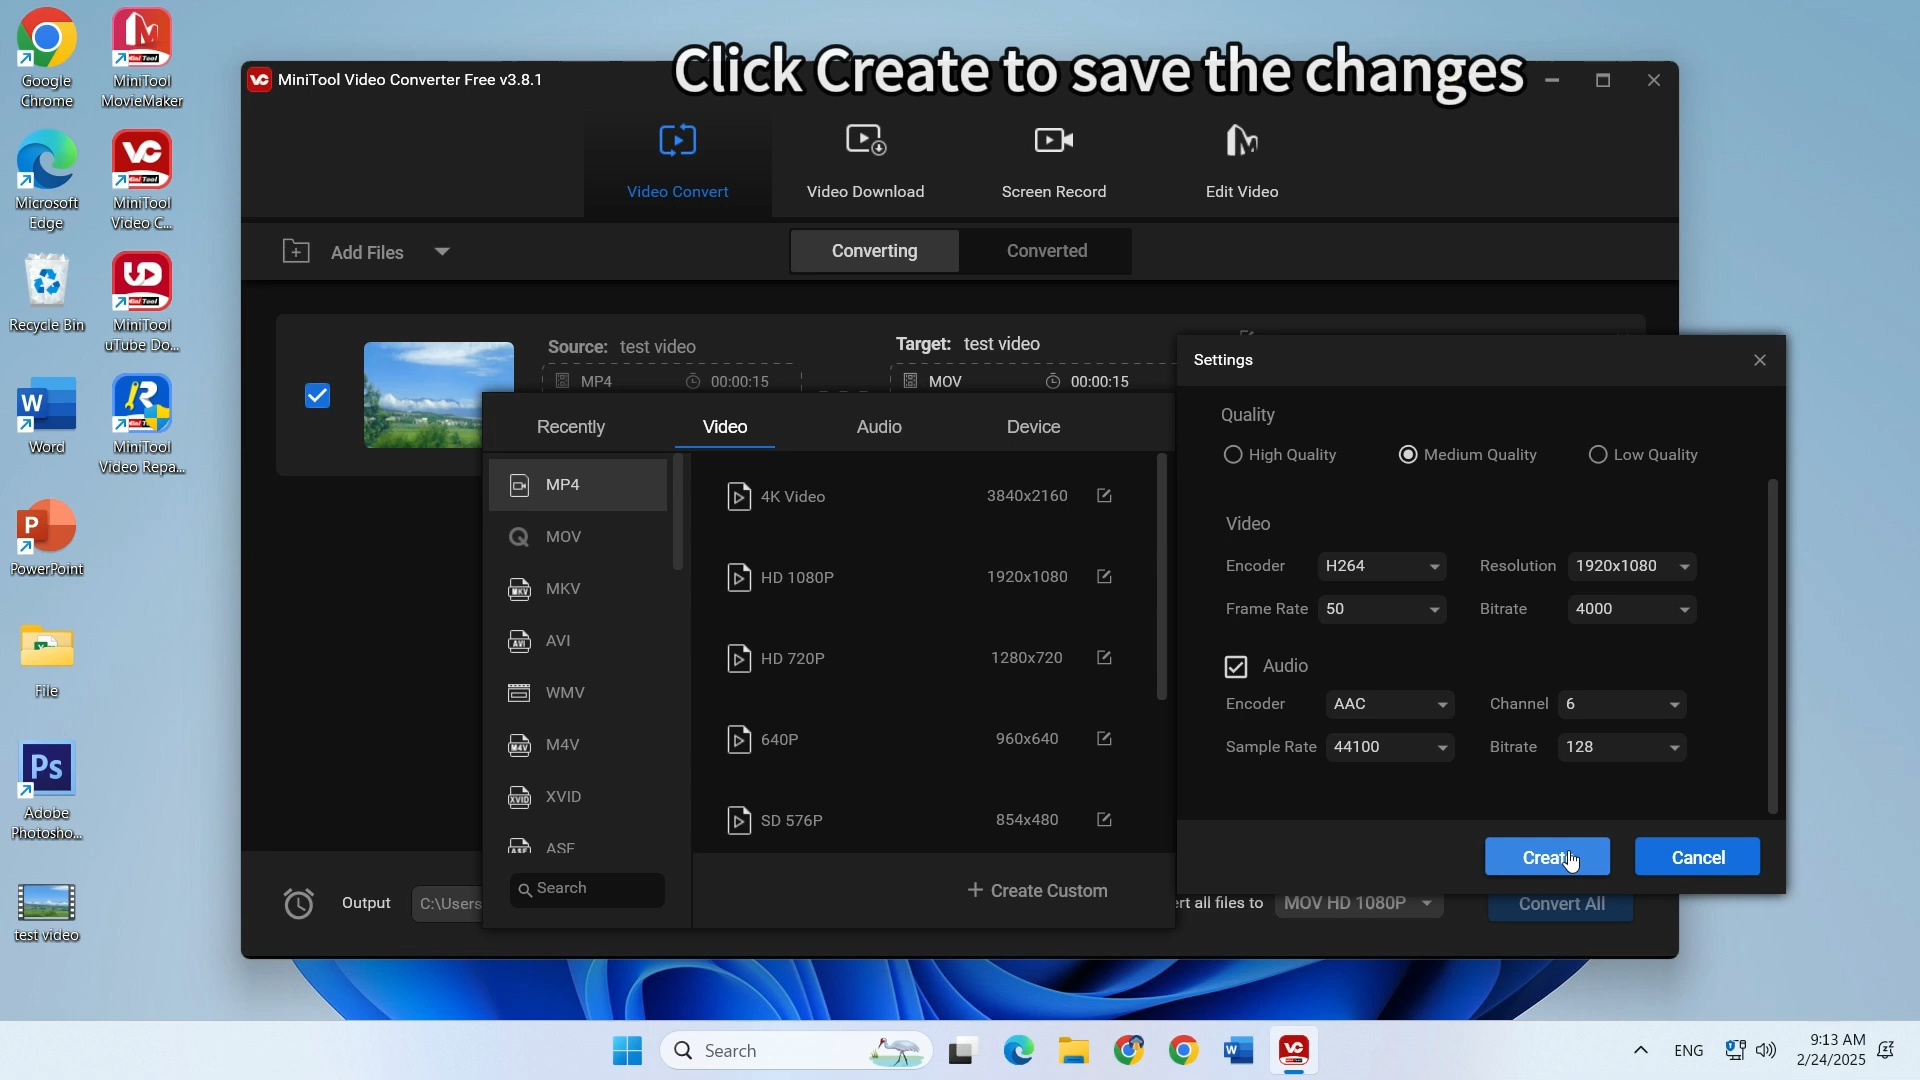 Click Create to save the changes
Google
Chrome
MiniTool
MovieMaker
Microsoft
Edge
MiniTool
Video C...
Recycle Bin
MiniTool
uTube Do...
Word
MiniTool
Video Repa...
PowerPoint
File
Adobe
Photosho...
test video
MiniTool Video Converter Free v3.8.1
Video Convert
Video Download
Screen Record
Edit Video
Add Files
Converting
Converted
Source: test video
MP4
00:00:15
Target: test video
MOV
00:00:15
Recently
Video
Audio
Device
MP4
MOV
MKV
AVI
WMV
M4V
XVID
ASF
Search
4K Video 3840x2160
HD 1080P 1920x1080
HD 720P 1280x720
640P 960x640
SD 576P 854x480
+ Create Custom
Settings
Quality
High Quality
Medium Quality
Low Quality
Video
Encoder H264
Resolution 1920x1080
Frame Rate 50
Bitrate 4000
Audio
Encoder AAC
Channel 6
Sample Rate 44100
Bitrate 128
Create
Cancel
Output
C:\Users
rt all files to
MOV HD 1080P
Convert All
Search
ENG
9:13 AM
2/24/2025